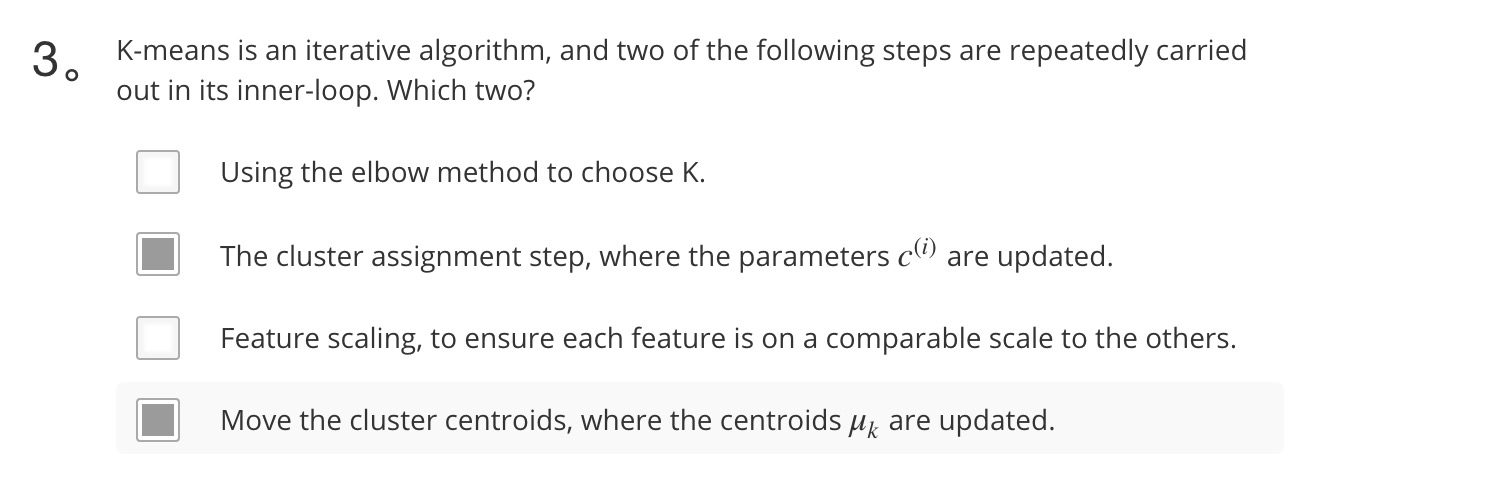 3。
K-means is an iterative algorithm, and two of the following steps are repeatedly carried
out in its inner-loop. Which two?
Using the elbow method to choose K.
The cluster assignment step, where the parameters c⁽ⁱ⁾ are updated.
Feature scaling, to ensure each feature is on a comparable scale to the others.
Move the cluster centroids, where the centroids μₖ are updated.